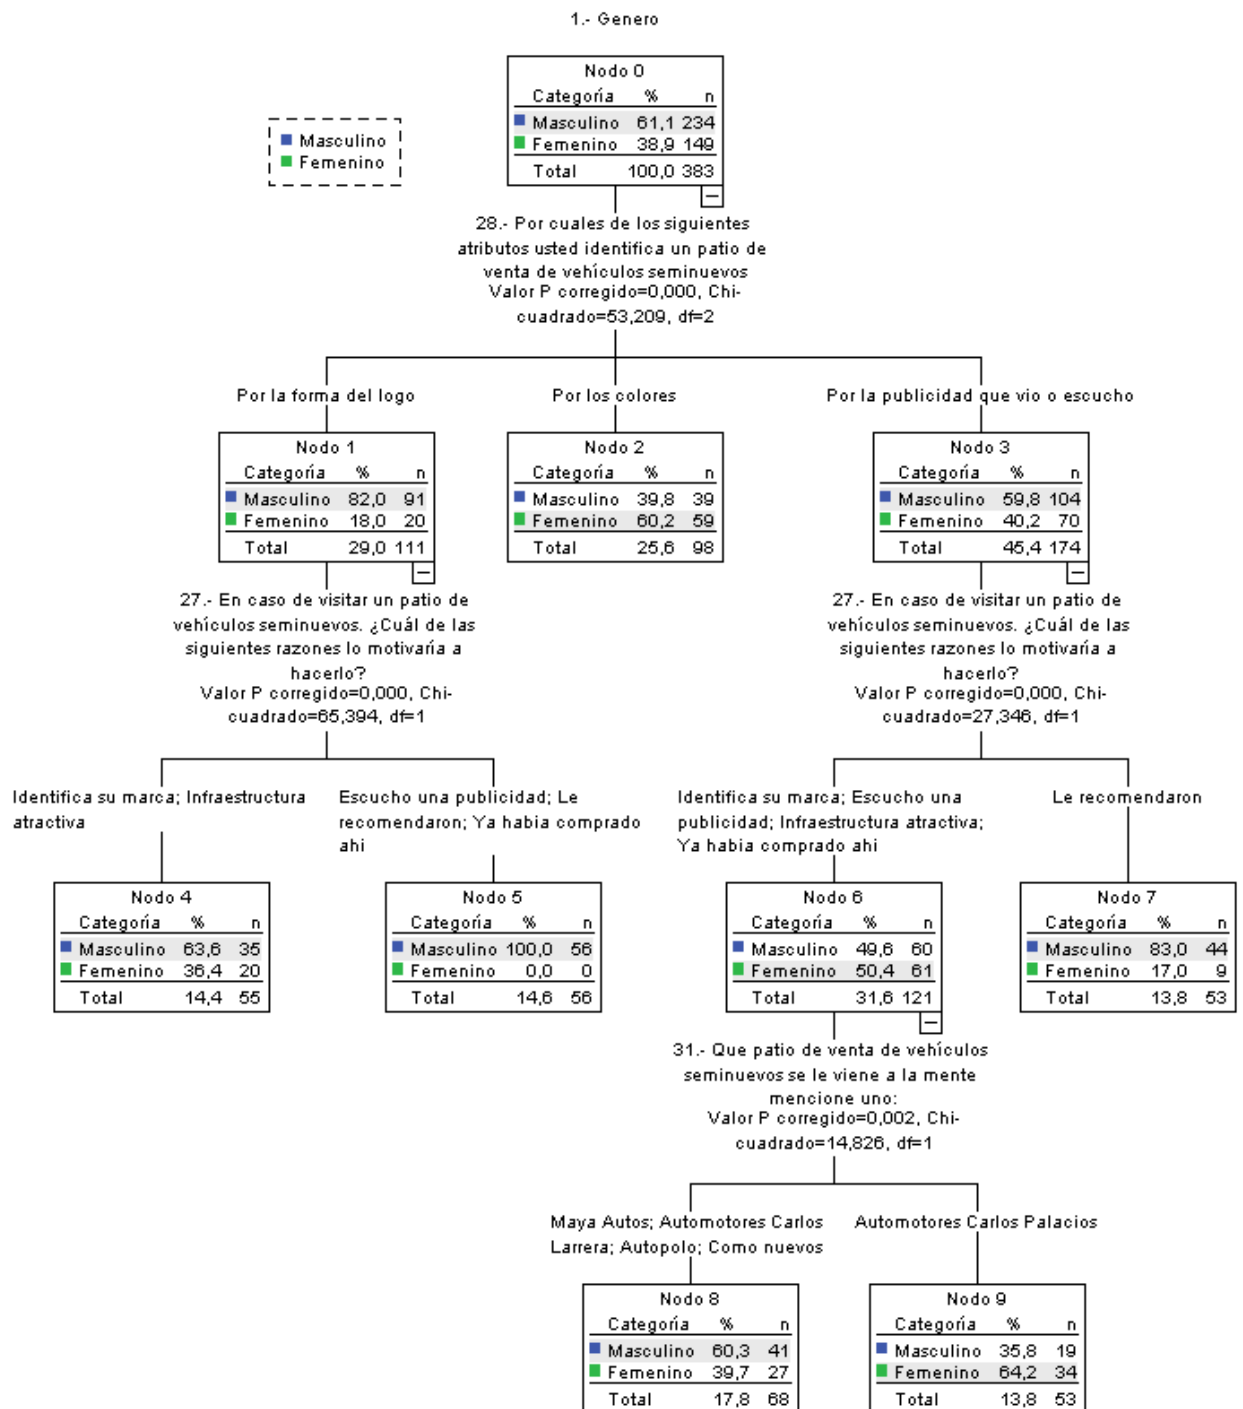 1.- Genero
Nodo 0
Categoría % n
Masculino 61,1 234
Femenino 38,9 149
Total 100,0 383
Masculino
Femenino
28.- Por cuales de los siguientes
atributos usted identifica un patio de
venta de vehículos seminuevos
Valor P corregido=0,000, Chi-
cuadrado=53,209, df=2
Por la forma del logo
Por los colores
Por la publicidad que vio o escucho
Nodo 1
Categoría % n
Masculino 82,0 91
Femenino 18,0 20
Total 29,0 111
Nodo 2
Categoría % n
Masculino 39,8 39
Femenino 60,2 59
Total 25,6 98
Nodo 3
Categoría % n
Masculino 59,8 104
Femenino 40,2 70
Total 45,4 174
27.- En caso de visitar un patio de
vehículos seminuevos. ¿Cuál de las
siguientes razones lo motivaría a
hacerlo?
Valor P corregido=0,000, Chi-
cuadrado=65,394, df=1
27.- En caso de visitar un patio de
vehículos seminuevos. ¿Cuál de las
siguientes razones lo motivaría a
hacerlo?
Valor P corregido=0,000, Chi-
cuadrado=27,346, df=1
Identifica su marca; Infraestructura
atractiva
Escucho una publicidad; Le
recomendaron; Ya habia comprado
ahi
Identifica su marca; Escucho una
publicidad; Infraestructura atractiva;
Ya habia comprado ahi
Le recomendaron
Nodo 4
Categoría % n
Masculino 63,6 35
Femenino 36,4 20
Total 14,4 55
Nodo 5
Categoría % n
Masculino 100,0 56
Femenino 0,0 0
Total 14,6 56
Nodo 6
Categoría % n
Masculino 49,6 60
Femenino 50,4 61
Total 31,6 121
Nodo 7
Categoría % n
Masculino 83,0 44
Femenino 17,0 9
Total 13,8 53
31.- Que patio de venta de vehículos
seminuevos se le viene a la mente
mencione uno:
Valor P corregido=0,002, Chi-
cuadrado=14,826, df=1
Maya Autos; Automotores Carlos
Larrera; Autopolo; Como nuevos
Automotores Carlos Palacios
Nodo 8
Categoría % n
Masculino 60,3 41
Femenino 39,7 27
Total 17,8 68
Nodo 9
Categoría % n
Masculino 35,8 19
Femenino 64,2 34
Total 13,8 53